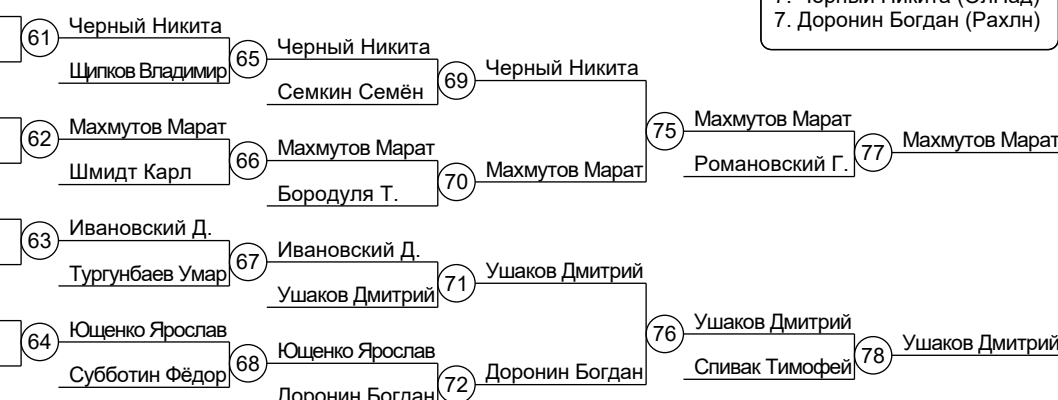 7. Черный Никита
7. Доронин Богдан (Рахлн)
61
Черный Никита
Щипков Владимир
65
Черный Никита
Семкин Семён
69
Черный Никита
62
Махмутов Марат
Шмидт Карл
66
Махмутов Марат
Бородуля Т.
70
Махмутов Марат
75
Махмутов Марат
Романовский Г.
77
Махмутов Марат
63
Ивановский Д.
Тургунбаев Умар
67
Ивановский Д.
Ушаков Дмитрий
71
Ушаков Дмитрий
64
Ющенко Ярослав
Субботин Фёдор
68
Ющенко Ярослав
Доронин Богдан
72
Доронин Богдан
76
Ушаков Дмитрий
Спивак Тимофей
78
Ушаков Дмитрий